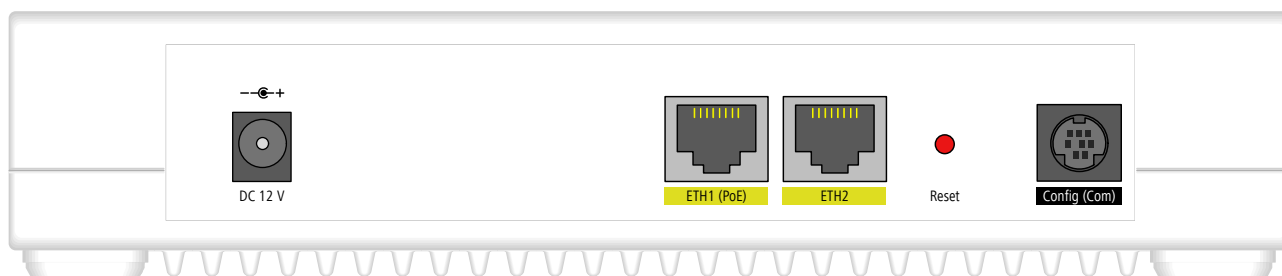 DC 12 V
ETH1 (PoE)
ETH2
Reset
Config (Com)